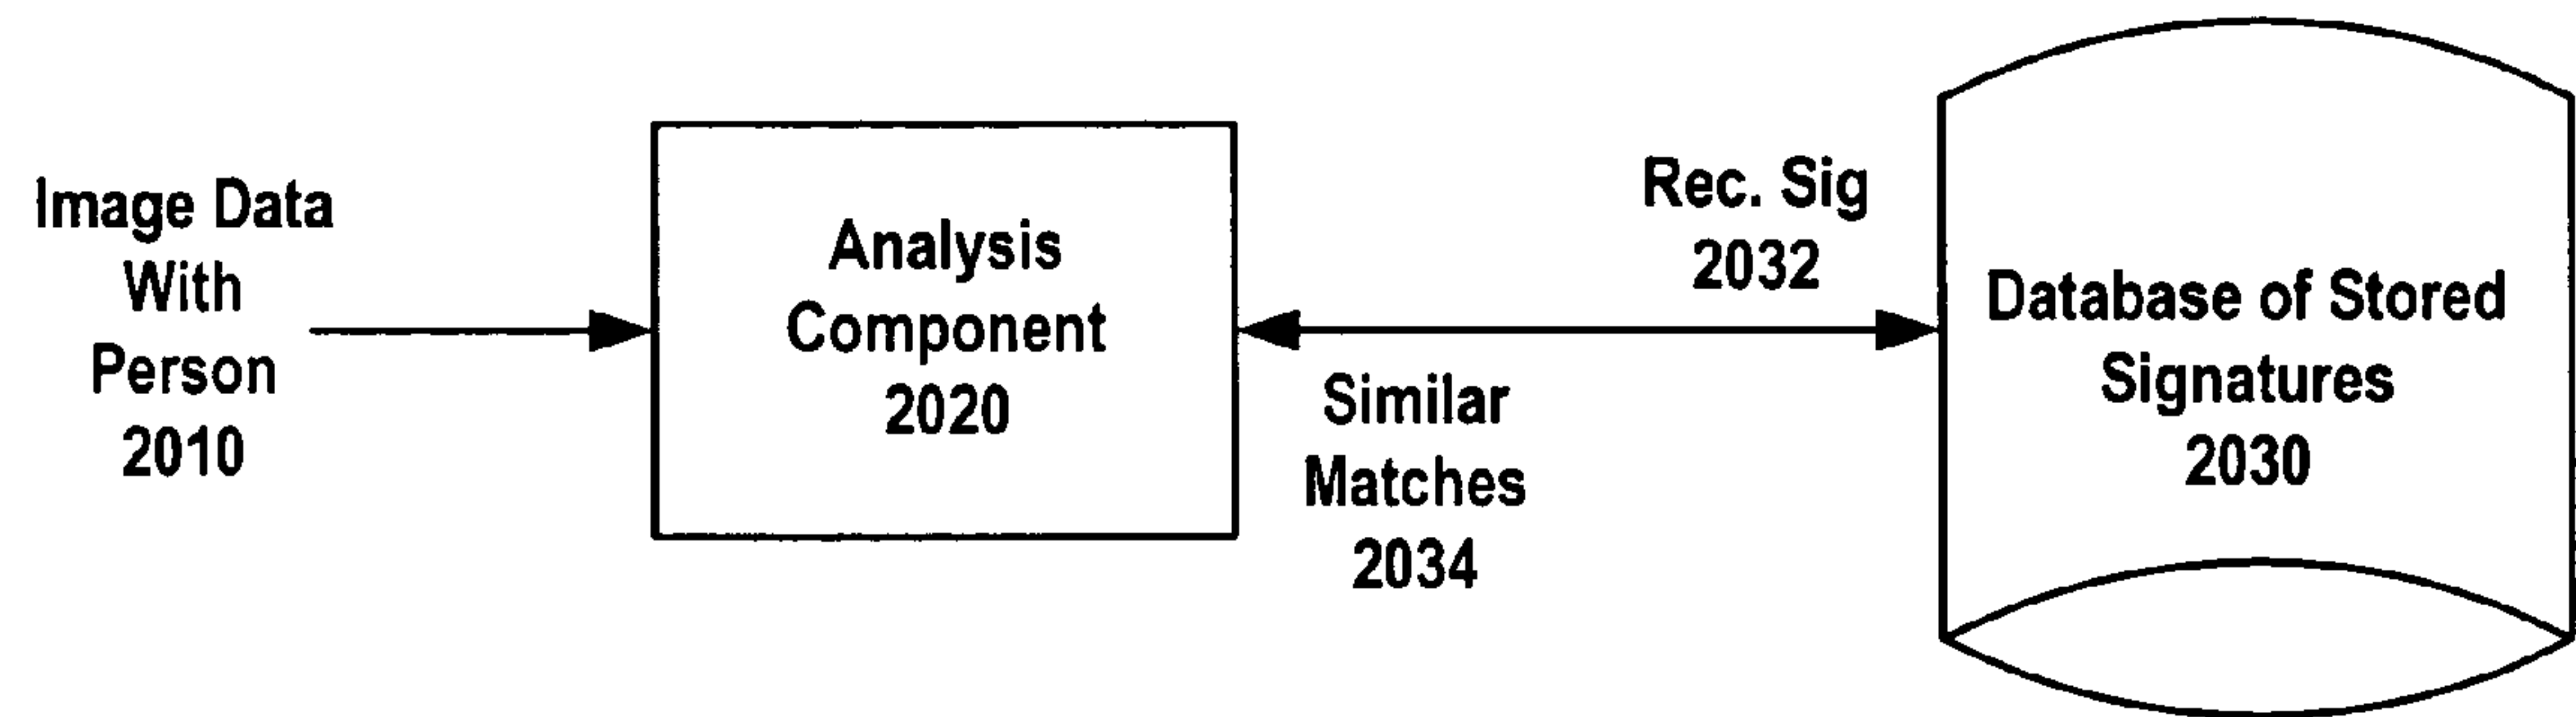 Image Data
With
Person
2010
Analysis
Component
2020
Rec. Sig
2032
Similar
Matches
2034
Database of Stored
Signatures
2030